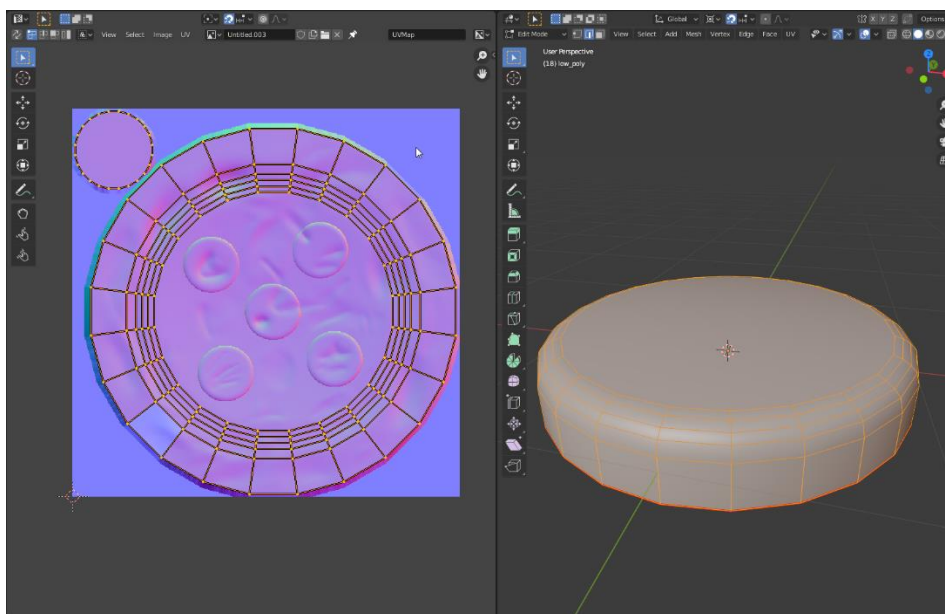 Global
X Y Z
Options
View Select Image UV
Untitled.003
UVMap
Edit Mode
View Select Add Mesh Vertex Edge Face UV
User Perspective
(18) low_poly